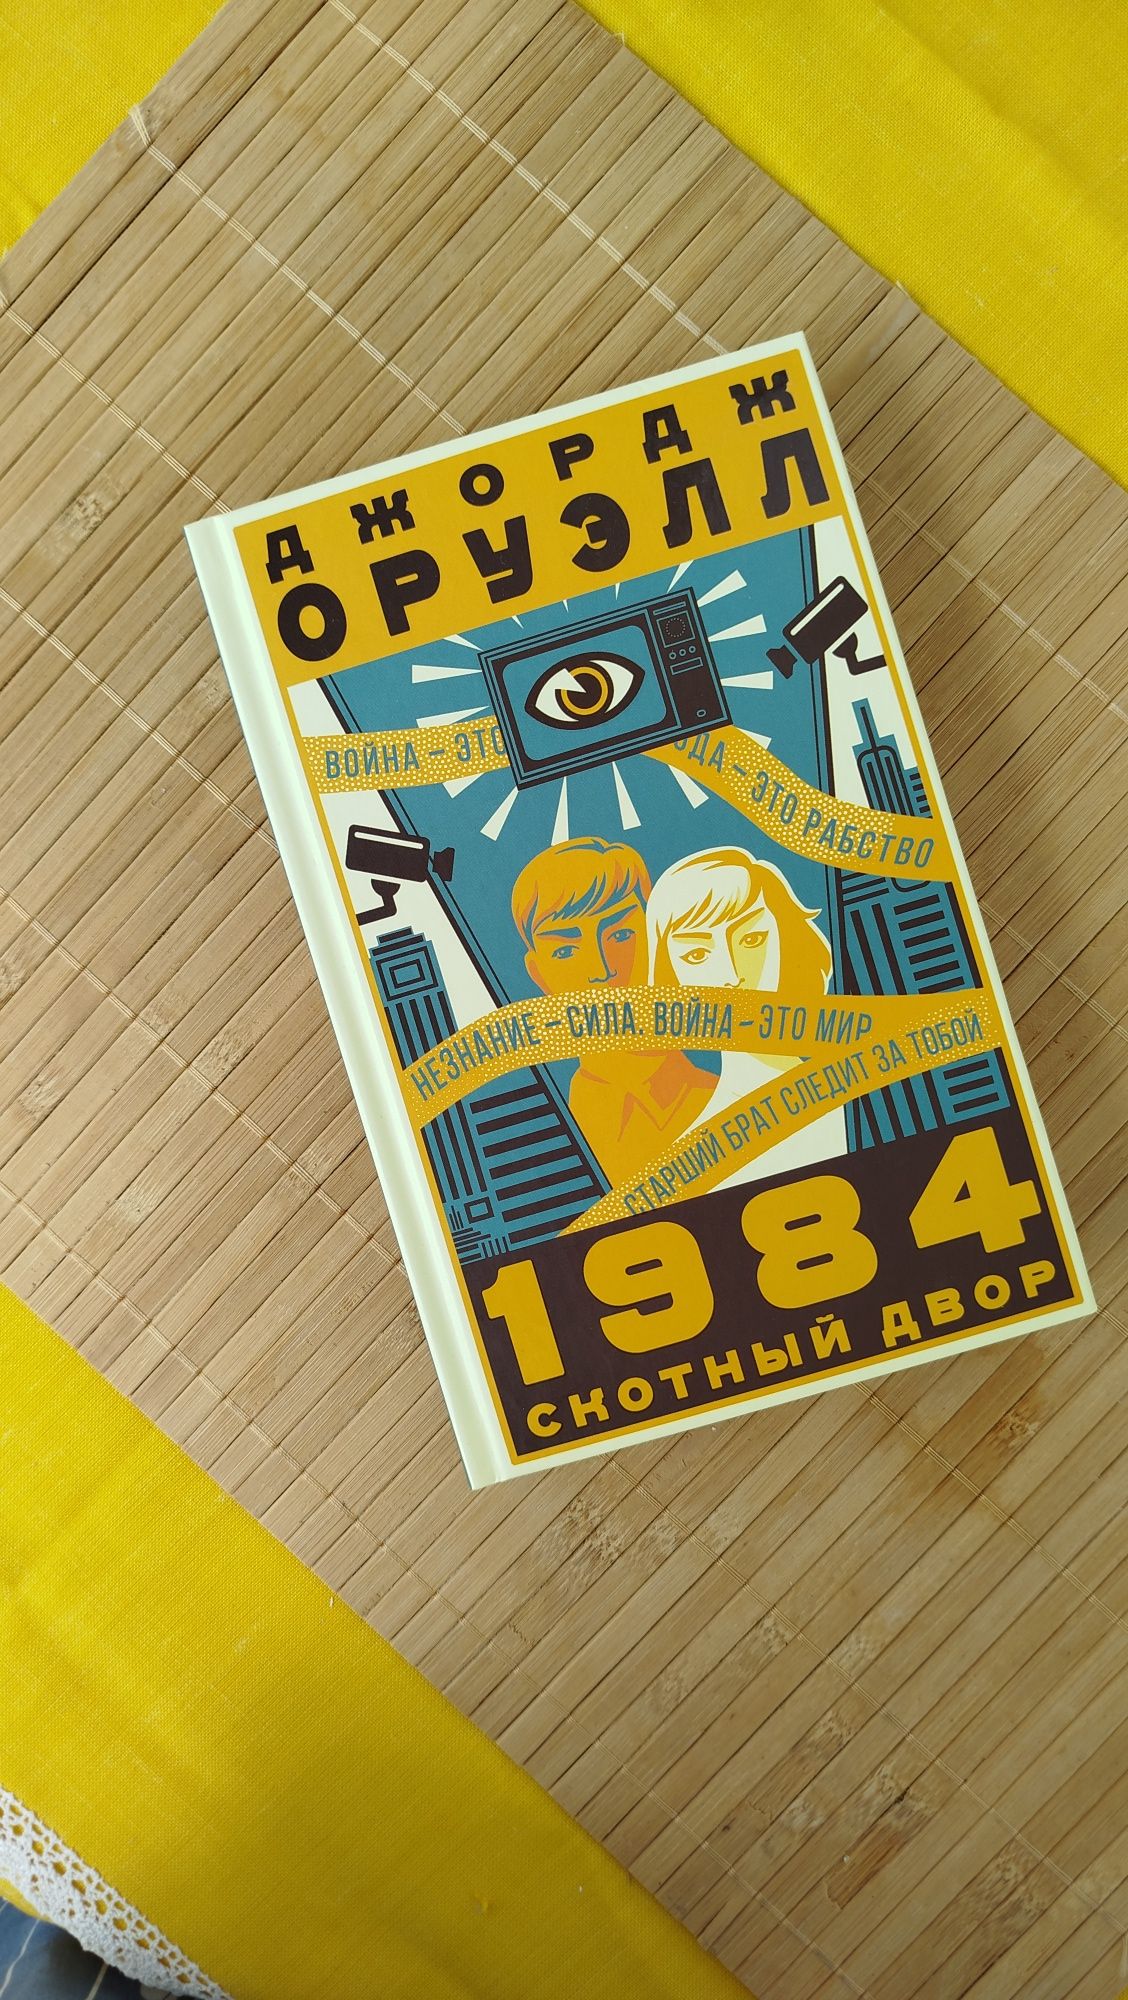 ДЖОРДЖ
ОРУЭЛЛ
ВОЙНА – ЭТО
ОДА – ЭТО РАБСТВО
НЕЗНАНИЕ – СИЛА. ВОЙНА – ЭТО МИР
СТАРШИЙ БРАТ СЛЕДИТ ЗА ТОБОЙ
1984
СКОТНЫЙ ДВОР